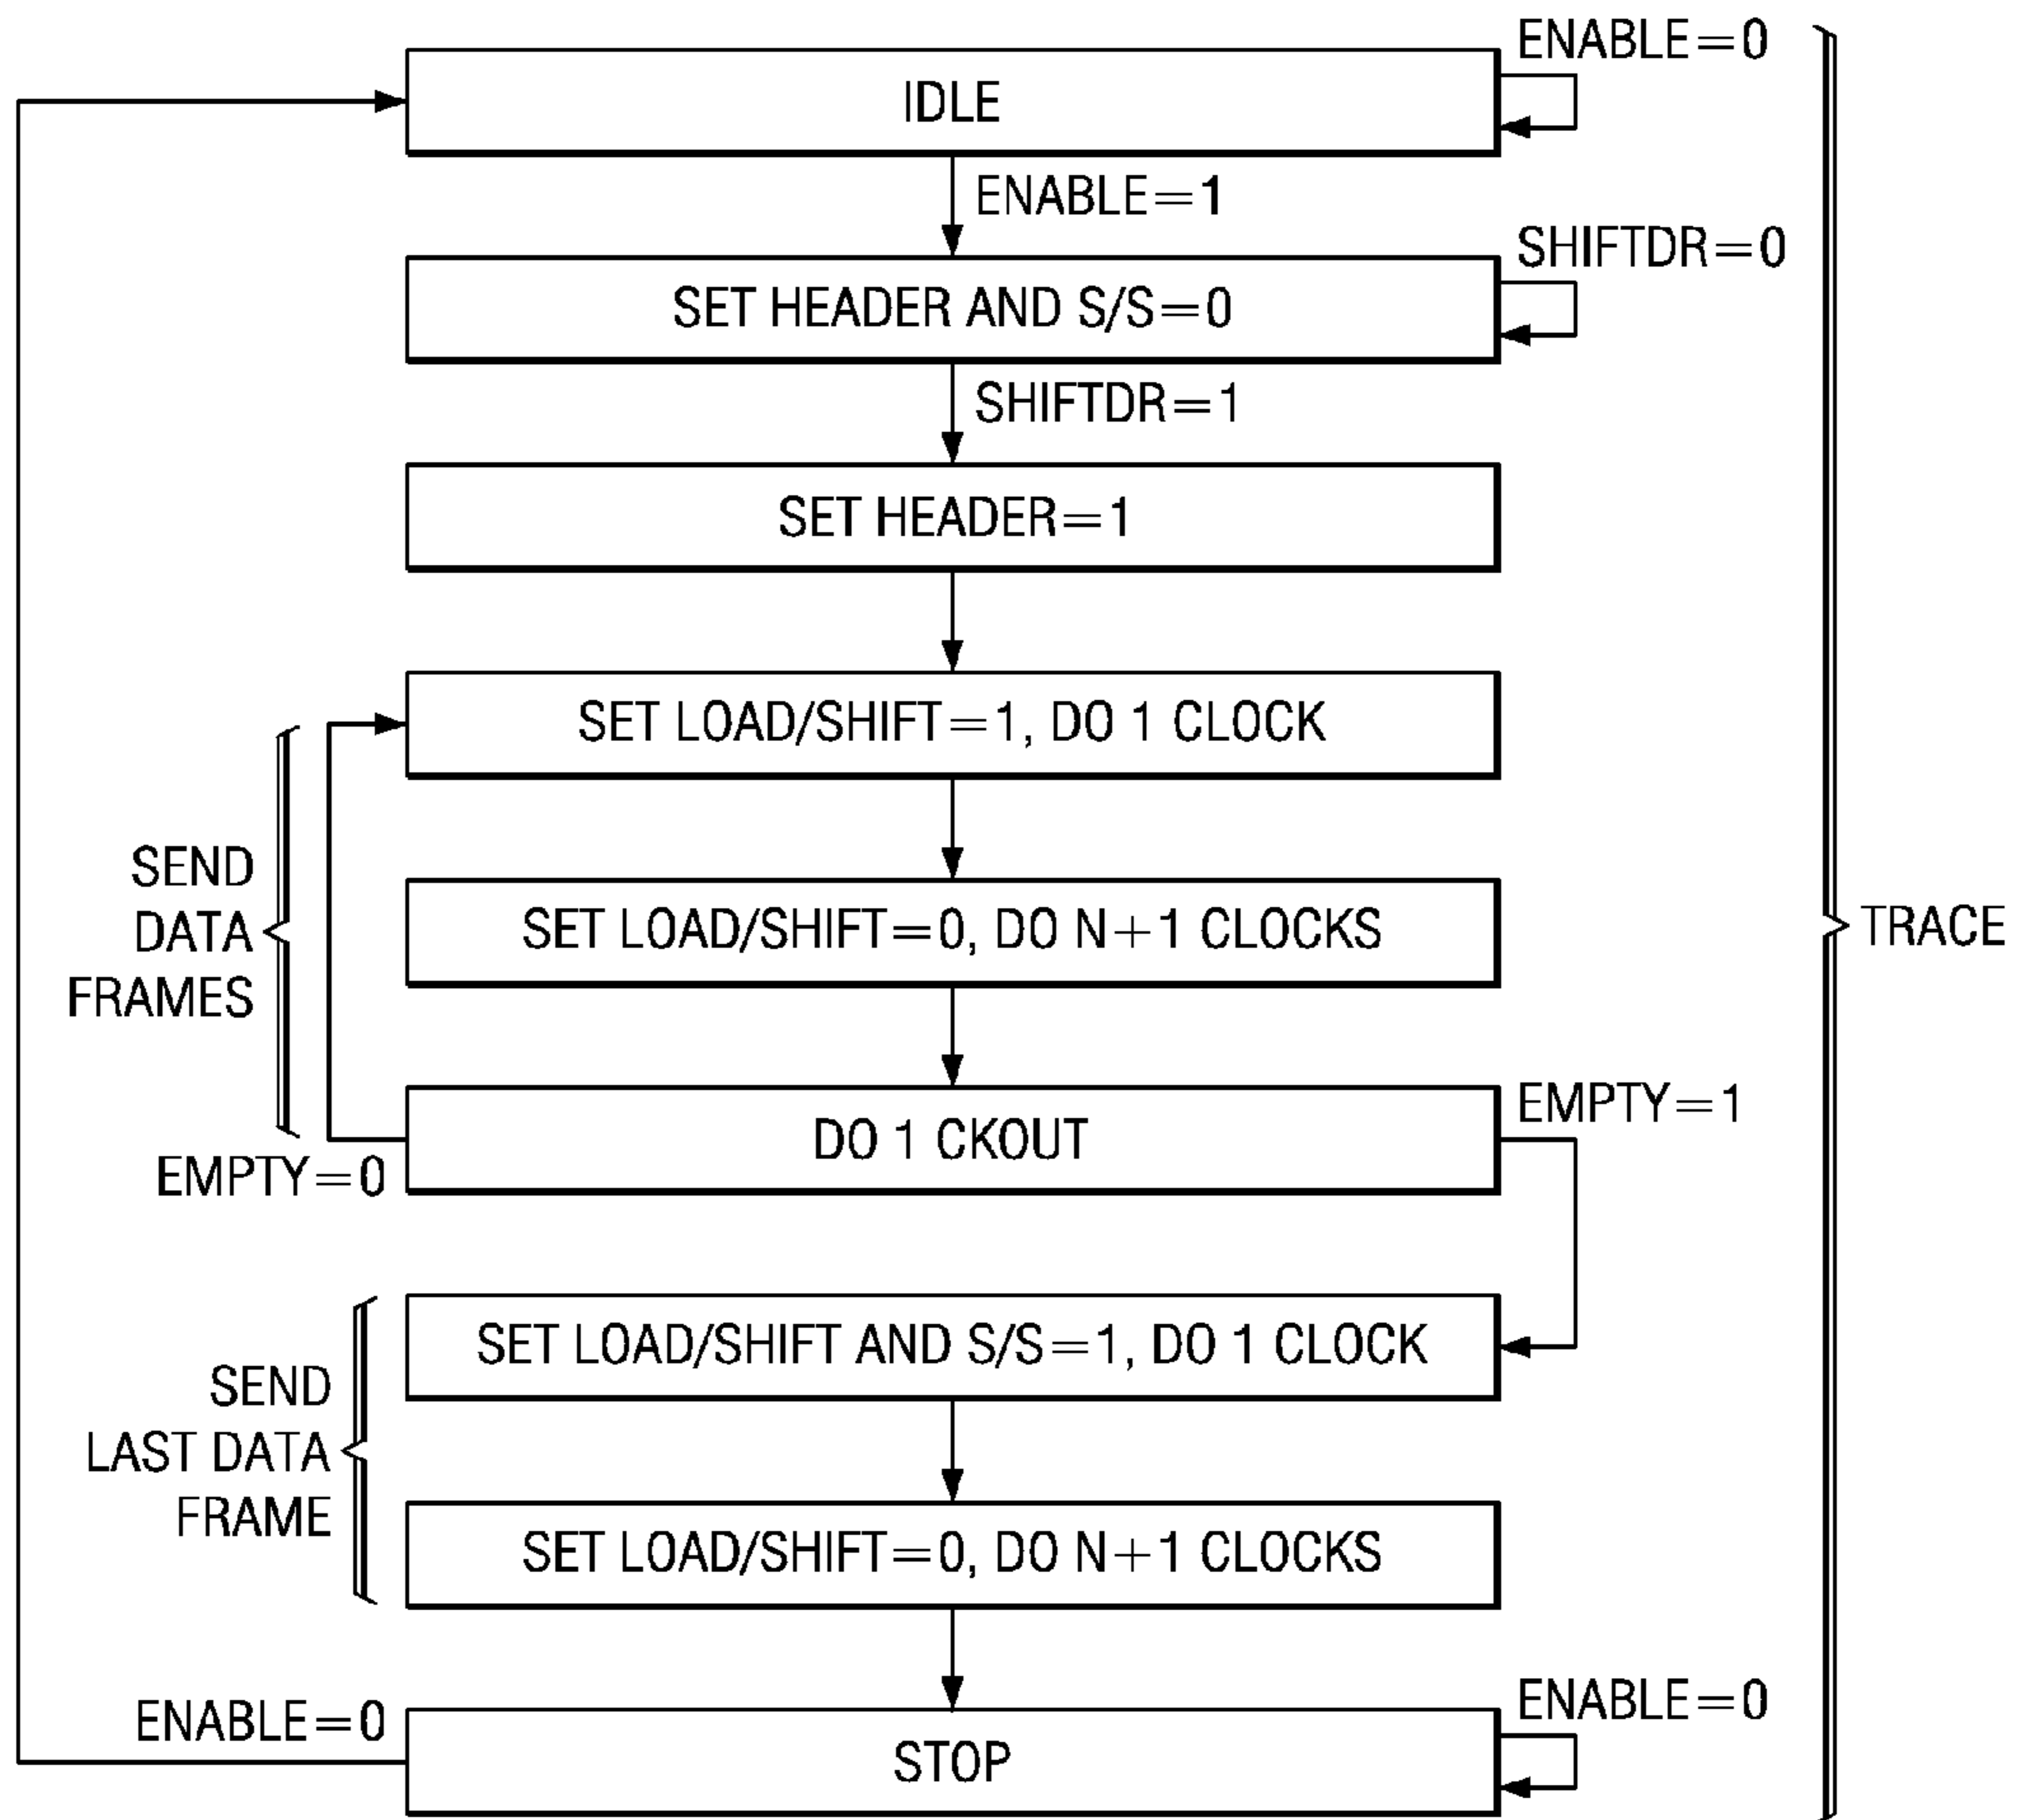 ENABLE=0
IDLE
ENABLE=1
SHIFTDR=0
SET HEADER AND S/S=0
SHIFTDR=1
SET HEADER=1
SET LOAD/SHIFT=1, DO 1 CLOCK
SEND
DATA
FRAMES
SET LOAD/SHIFT=0, DO N+1 CLOCKS
TRACE
EMPTY=1
DO 1 CKOUT
EMPTY=0
SET LOAD/SHIFT AND S/S=1, DO 1 CLOCK
SEND
LAST DATA
FRAME
SET LOAD/SHIFT=0, DO N+1 CLOCKS
ENABLE=0
ENABLE=0
STOP